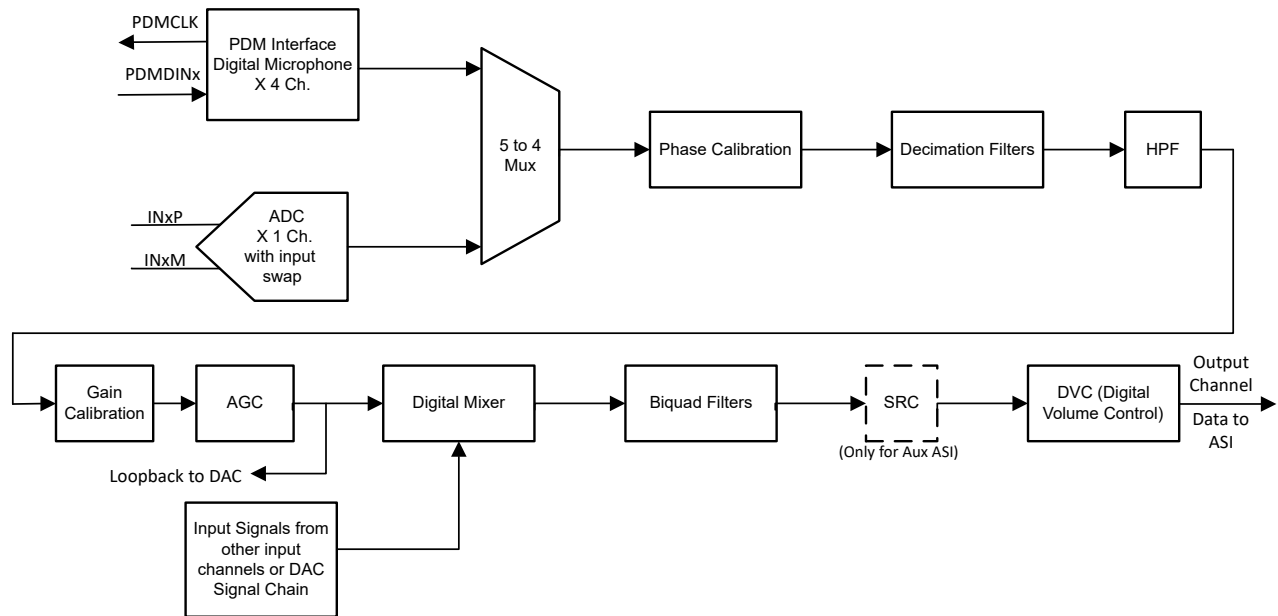 PDMCLK
PDMDINx
PDM Interface
Digital Microphone
X 4 Ch.
INxP
INxM
ADC
X 1 Ch.
with input
swap
5 to 4
Mux
Phase Calibration
Decimation Filters
HPF
Gain
Calibration
AGC
Loopback to DAC
Digital Mixer
Input Signals from
other input
channels or DAC
Signal Chain
Biquad Filters
SRC
(Only for Aux ASI)
DVC (Digital
Volume Control)
Output
Channel
Data to
ASI